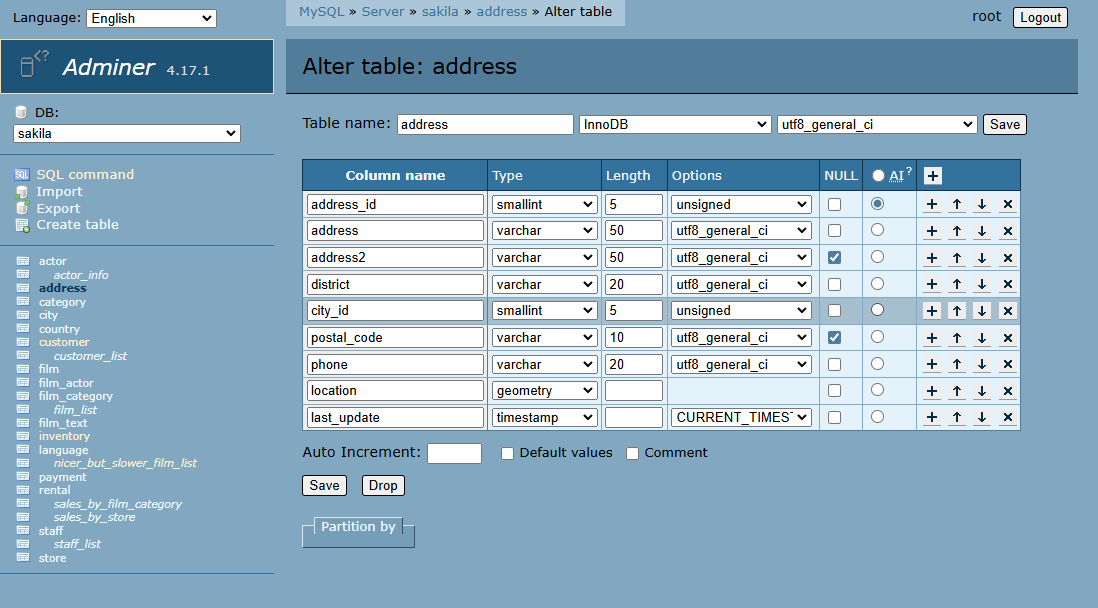 Language: English
MySQL » Server » sakila » address » Alter table
root Logout
<? Adminer 4.17.1
Alter table: address
DB:
sakila
Table name: address InnoDB utf8_general_ci Save
SQL SQL command
Import
Export
Create table
Column name Type Length Options NULL AI?
address_id smallint 5 unsigned
address varchar 50 utf8_general_ci
address2 varchar 50 utf8_general_ci
district varchar 20 utf8_general_ci
city_id smallint 5 unsigned
postal_code varchar 10 utf8_general_ci
phone varchar 20 utf8_general_ci
location geometry
last_update timestamp CURRENT_TIMEST
Auto Increment: Default values Comment
Save Drop
Partition by
actor
actor_info
address
category
city
country
customer
customer_list
film
film_actor
film_category
film_list
film_text
inventory
language
nicer_but_slower_film_list
payment
rental
sales_by_film_category
sales_by_store
staff
staff_list
store